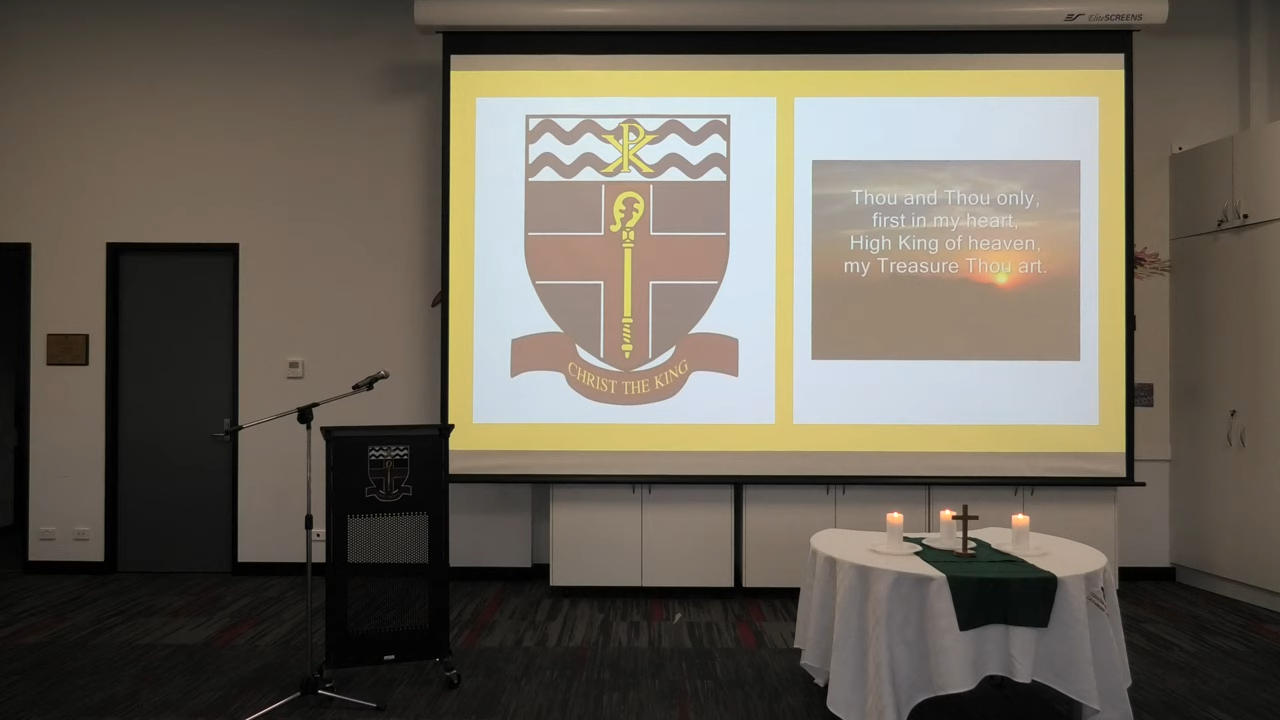 EliteSCREENS
CHRIST THE KING
Thou and Thou only,
first in my heart,
High King of heaven,
my Treasure Thou art.